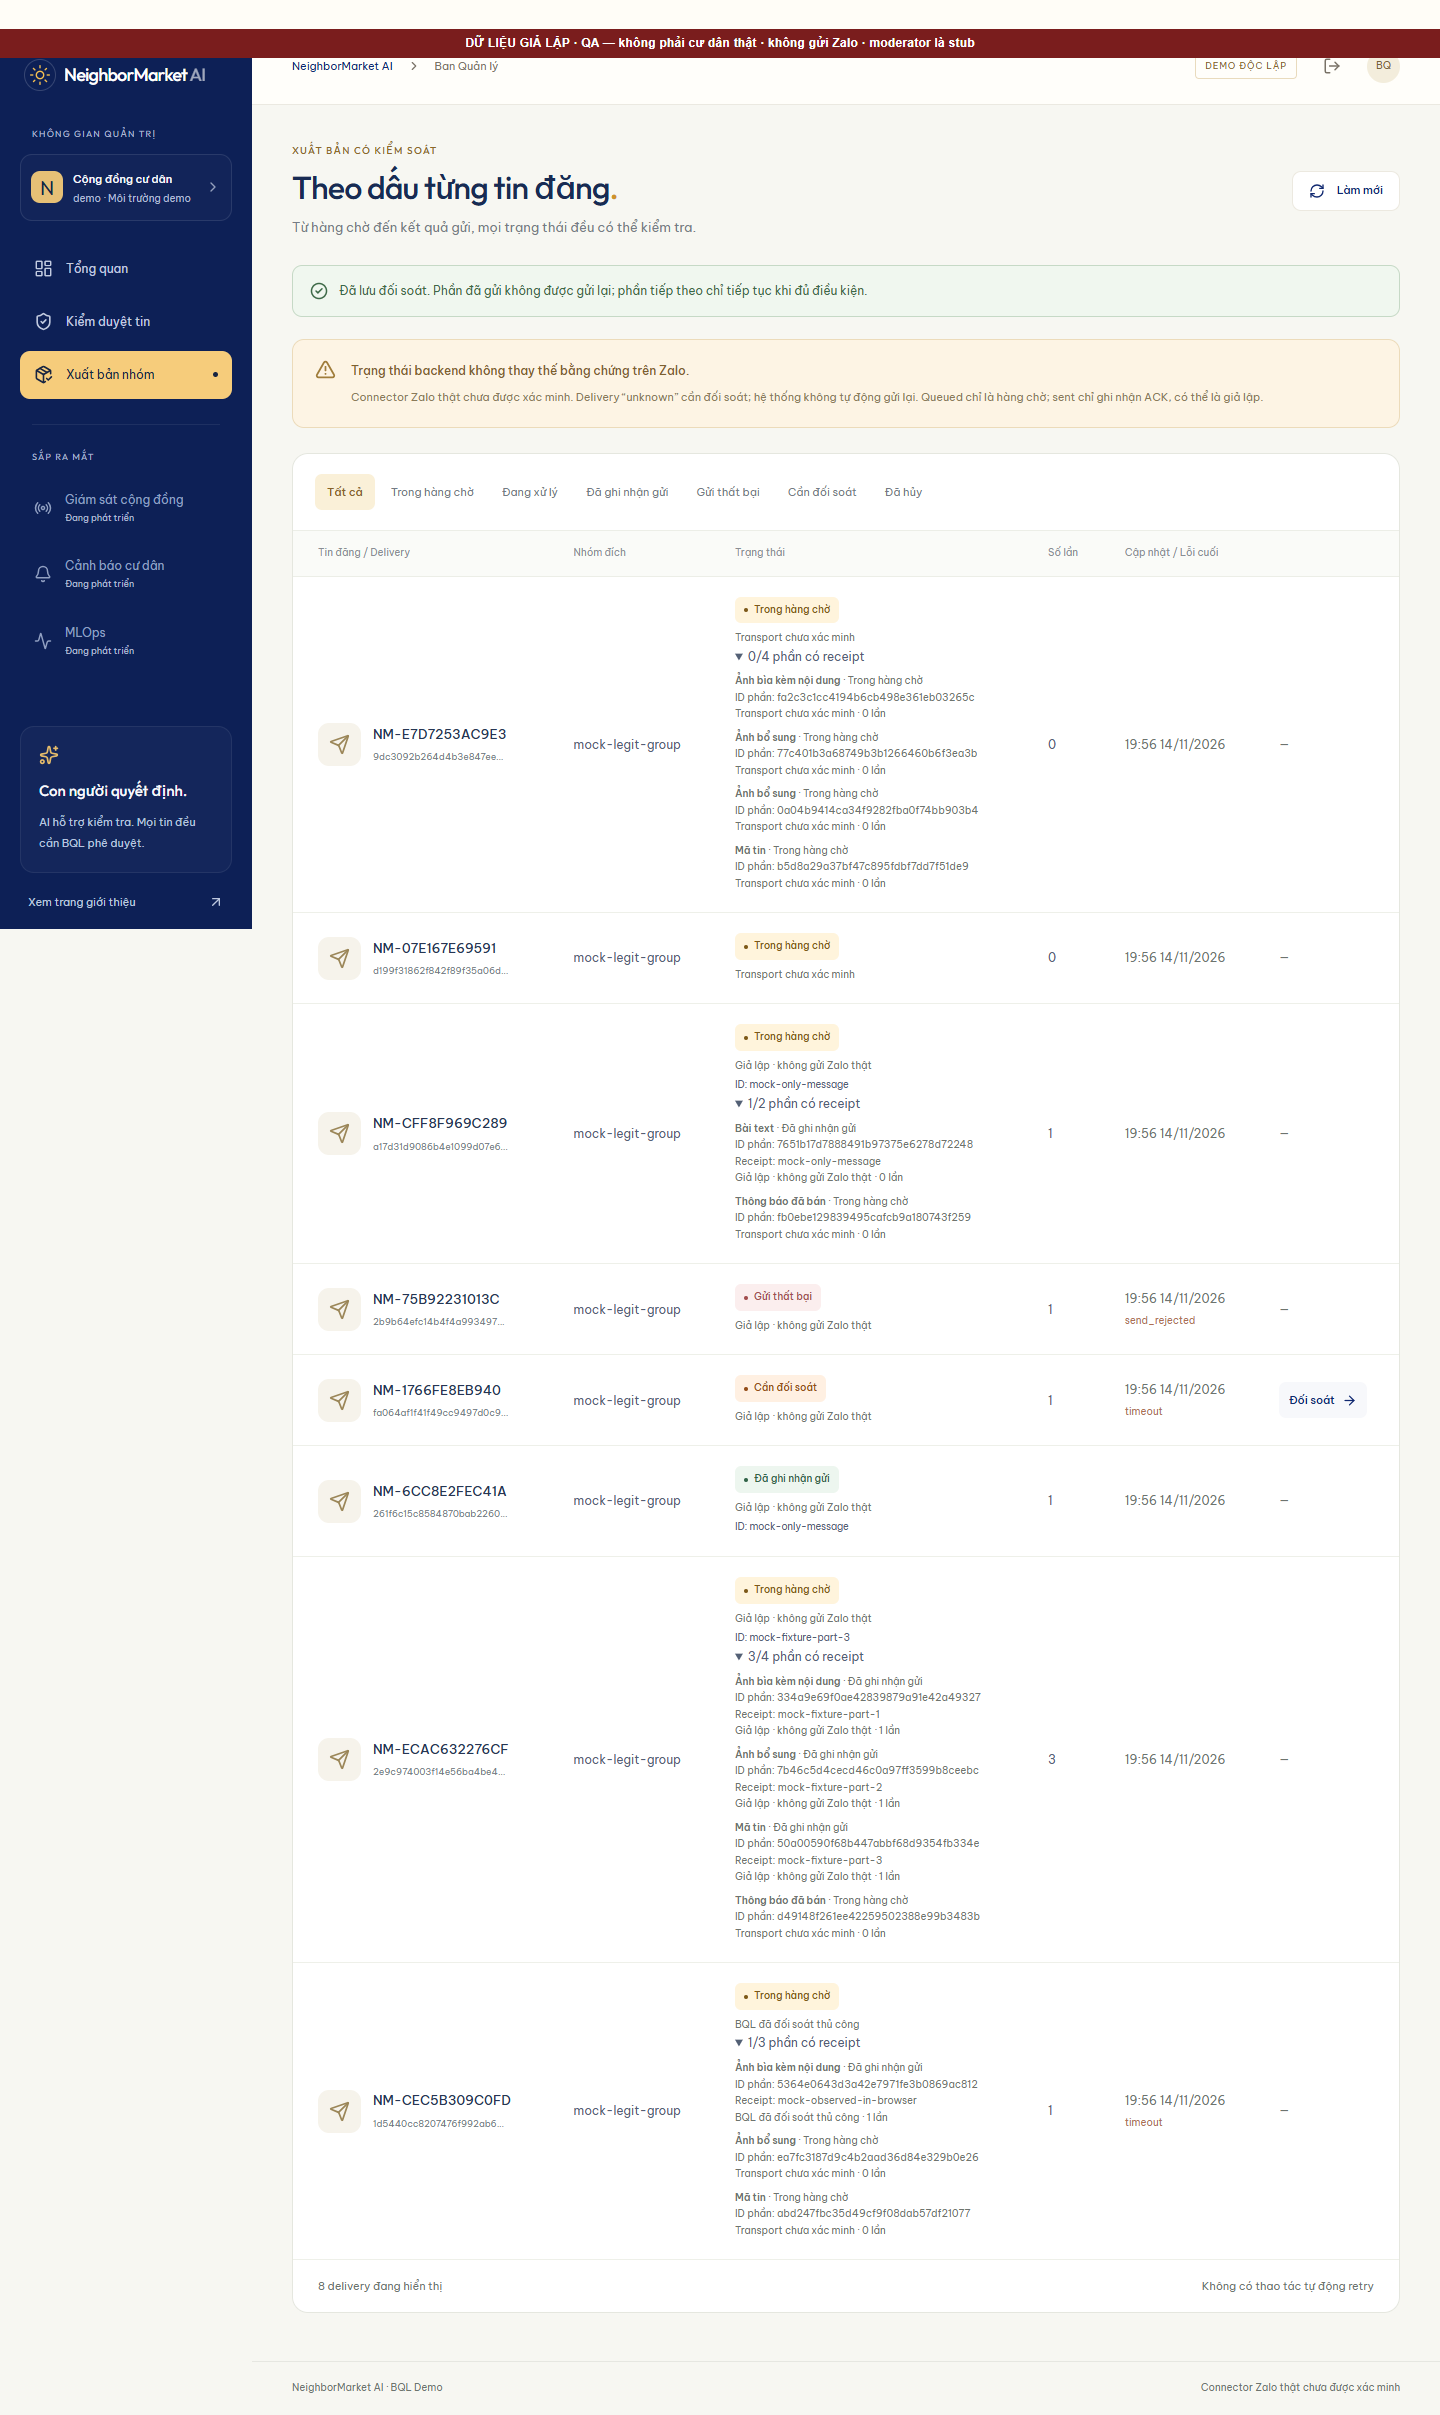 DỮ LIỆU GIẢ LẬP · QA — không phải cư dân thật · không gửi Zalo · moderator là stub
NeighborMarket AI
NeighborMarket AI > Ban Quản lý
DEMO ĐỘC LẬP
BQ
KHÔNG GIAN QUẢN TRỊ
N
Cộng đồng cư dân
demo · Môi trường demo
Tổng quan
Kiểm duyệt tin
Xuất bản nhóm
SẮP RA MẮT
Giám sát cộng đồng
Đang phát triển
Cảnh báo cư dân
Đang phát triển
MLOps
Đang phát triển
Con người quyết định.
AI hỗ trợ kiểm tra. Mọi tin đều
cần BQL phê duyệt.
Xem trang giới thiệu
XUẤT BẢN CÓ KIỂM SOÁT
Theo dấu từng tin đăng.
Từ hàng chờ đến kết quả gửi, mọi trạng thái đều có thể kiểm tra.
Làm mới
Đã lưu đối soát. Phần đã gửi không được gửi lại; phần tiếp theo chỉ tiếp tục khi đủ điều kiện.
Trạng thái backend không thay thế bằng chứng trên Zalo.
Connector Zalo thật chưa được xác minh. Delivery “unknown” cần đối soát; hệ thống không tự động gửi lại. Queued chỉ là hàng chờ; sent chỉ ghi nhận ACK, có thể là giả lập.
Tất cả Trong hàng chờ Đang xử lý Đã ghi nhận gửi Gửi thất bại Cần đối soát Đã hủy
Tin đăng / Delivery Nhóm đích Trạng thái Số lần Cập nhật / Lỗi cuối
NM-E7D7253AC9E3
9dc3092b264d4b3e847ee...
mock-legit-group
Trong hàng chờ
Transport chưa xác minh
▼ 0/4 phần có receipt
Ảnh bìa kèm nội dung · Trong hàng chờ
ID phần: fa2c3c1cc4194b6cb498e361eb03265c
Transport chưa xác minh · 0 lần
Ảnh bổ sung · Trong hàng chờ
ID phần: 77c401b3a68749b3b1266460b6f3ea3b
Transport chưa xác minh · 0 lần
Ảnh bổ sung · Trong hàng chờ
ID phần: 0a04b9414ca34f9282fba0f74bb903b4
Transport chưa xác minh · 0 lần
Mã tin · Trong hàng chờ
ID phần: b5d8a29a37bf47c895fdbf7dd7f51de9
Transport chưa xác minh · 0 lần
0
19:56 14/11/2026
—
NM-07E167E69591
d199f31862f842f89f35a06d...
mock-legit-group
Trong hàng chờ
Transport chưa xác minh
0
19:56 14/11/2026
—
NM-CFF8F969C289
a17d31d9086b4e1099d07e6...
mock-legit-group
Trong hàng chờ
Giả lập · không gửi Zalo thật
ID: mock-only-message
▼ 1/2 phần có receipt
Bài text · Đã ghi nhận gửi
ID phần: 7651b17d7888491b97375e6278d72248
Receipt: mock-only-message
Giả lập · không gửi Zalo thật · 0 lần
Thông báo đã bán · Trong hàng chờ
ID phần: fb0ebe129839495cafcb9a180743f259
Transport chưa xác minh · 0 lần
1
19:56 14/11/2026
—
NM-75B92231013C
2b9b64efc14b4f4a993497...
mock-legit-group
Gửi thất bại
Giả lập · không gửi Zalo thật
1
19:56 14/11/2026
send_rejected
—
NM-1766FE8EB940
fa064af1f41f49cc9497d0c9...
mock-legit-group
Cần đối soát
Giả lập · không gửi Zalo thật
1
19:56 14/11/2026
timeout
Đối soát →
NM-6CC8E2FEC41A
261f6c15c8584870bab2260...
mock-legit-group
Đã ghi nhận gửi
Giả lập · không gửi Zalo thật
ID: mock-only-message
1
19:56 14/11/2026
—
NM-ECAC632276CF
2e9c974003f14e56ba4be4...
mock-legit-group
Trong hàng chờ
Giả lập · không gửi Zalo thật
ID: mock-fixture-part-3
▼ 3/4 phần có receipt
Ảnh bìa kèm nội dung · Đã ghi nhận gửi
ID phần: 334a9e69f0ae42839879a91e42a49327
Receipt: mock-fixture-part-1
Giả lập · không gửi Zalo thật · 1 lần
Ảnh bổ sung · Đã ghi nhận gửi
ID phần: 7b46c5d4cecd46c0a97ff3599b8ceebc
Receipt: mock-fixture-part-2
Giả lập · không gửi Zalo thật · 1 lần
Mã tin · Đã ghi nhận gửi
ID phần: 50a00590f68b447abbf68d9354fb334e
Receipt: mock-fixture-part-3
Giả lập · không gửi Zalo thật · 1 lần
Thông báo đã bán · Trong hàng chờ
ID phần: d49148f261ee42259502388e99b3483b
Transport chưa xác minh · 0 lần
3
19:56 14/11/2026
—
NM-CEC5B309C0FD
1d5440cc8207476f992ab6...
mock-legit-group
Trong hàng chờ
BQL đã đối soát thủ công
▼ 1/3 phần có receipt
Ảnh bìa kèm nội dung · Đã ghi nhận gửi
ID phần: 5364e0643d3a42e7971fe3b0869ac812
Receipt: mock-observed-in-browser
BQL đã đối soát thủ công · 1 lần
Ảnh bổ sung · Trong hàng chờ
ID phần: ea7fc3187d9c4b2aad36d84e329b0e26
Transport chưa xác minh · 0 lần
Mã tin · Trong hàng chờ
ID phần: abd247fbc35d49cf9f08dab57df21077
Transport chưa xác minh · 0 lần
1
19:56 14/11/2026
timeout
—
8 delivery đang hiển thị
Không có thao tác tự động retry
NeighborMarket AI · BQL Demo
Connector Zalo thật chưa được xác minh